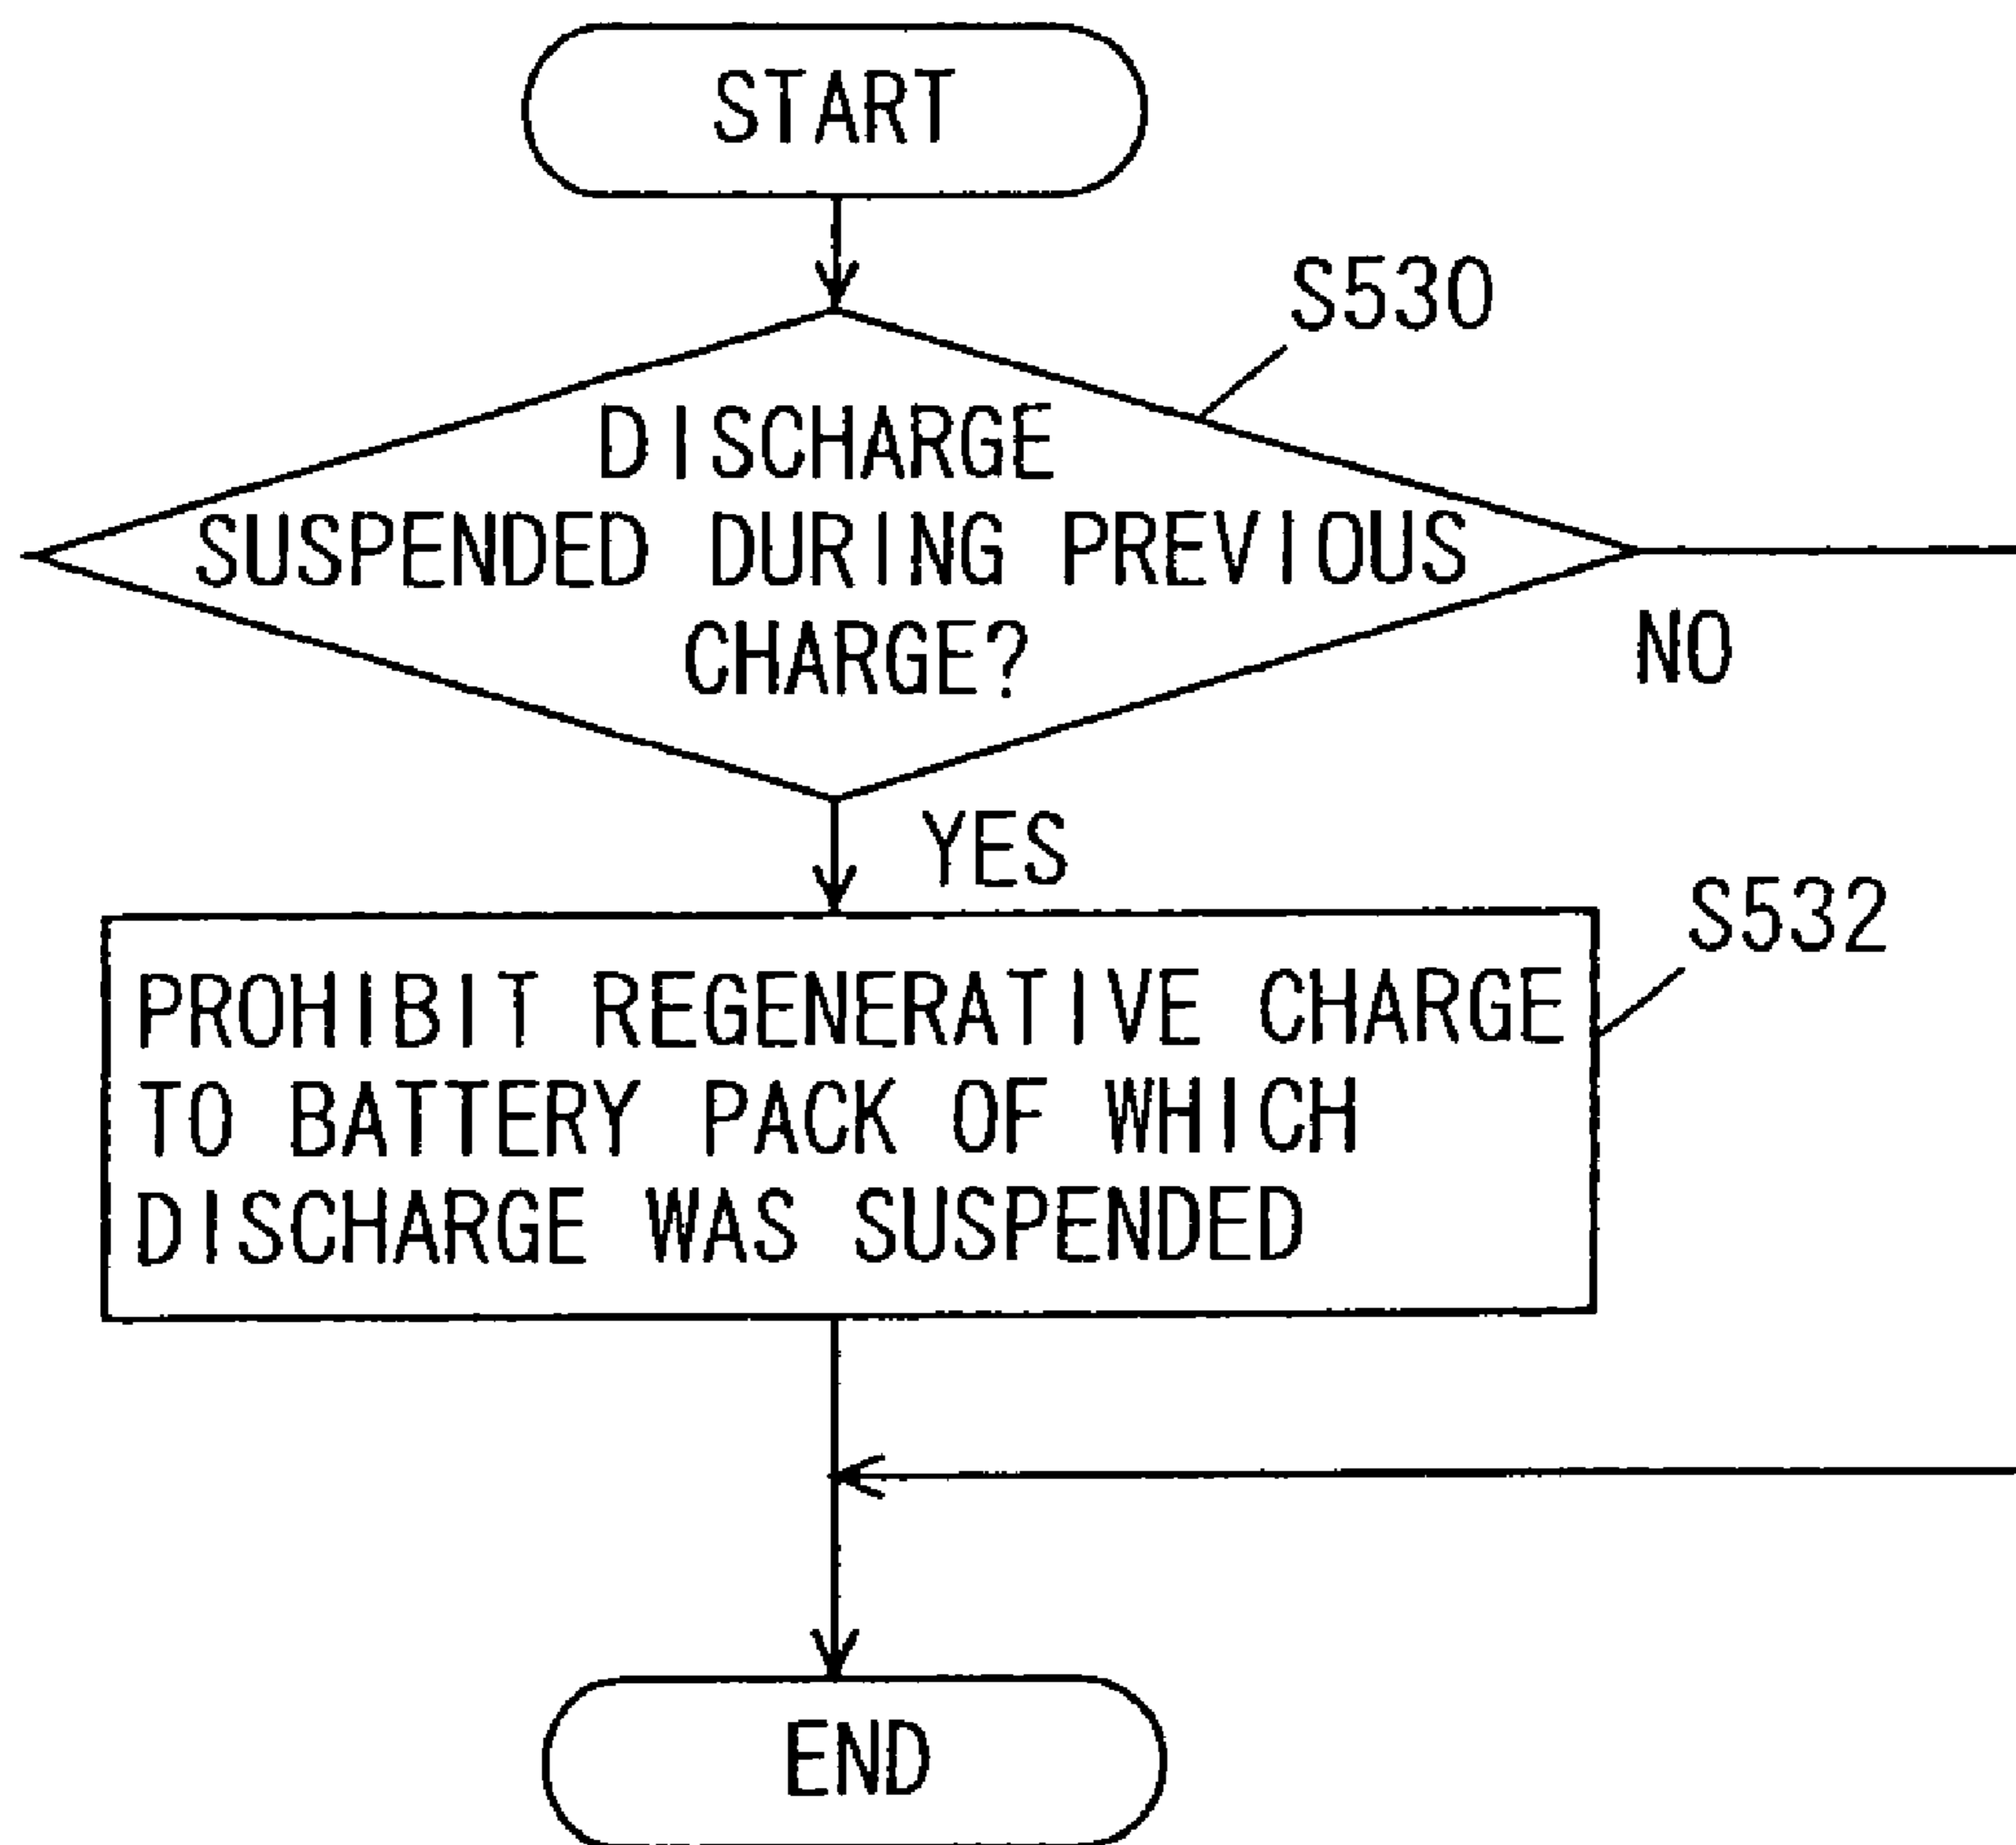 START
S530
DISCHARGE
SUSPENDED DURING PREVIOUS
CHARGE?
NO
YES
S532
PROHIBIT REGENERATIVE CHARGE
TO BATTERY PACK OF WHICH
DISCHARGE WAS SUSPENDED
END